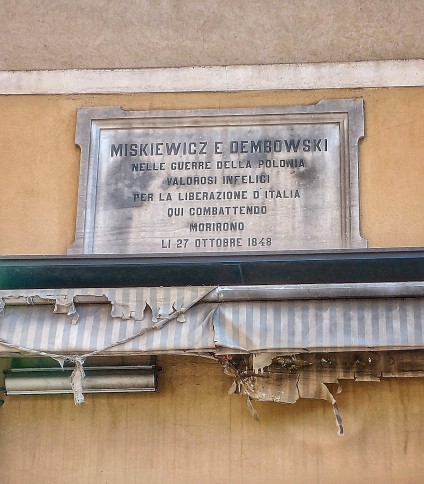 MISKIEWICZ E DEMBOWSKI
NELLE GUERRE DELLA POLONIA
VALOROSI INFELICI
PER LA LIBERAZIONE D'ITALIA
QUI COMBATTENDO
MORIRONO
LI 27 OTTOBRE 1848